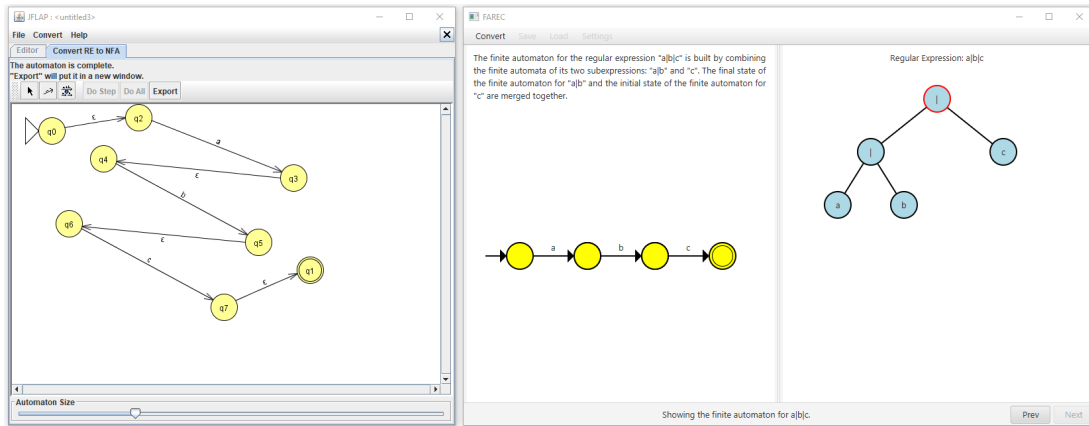 JFLAP : <untitled3>
File Convert Help
Editor Convert RE to NFA
The automaton is complete.
"Export" will put it in a new window.
Do Step Do All Export
q0
ε
q2
a
q4
ε
q3
b
q6
ε
q5
c
q1
ε
q7
Automaton Size
FAREC
Convert Save Load Settings
The finite automaton for the regular expression "a|b|c" is built by combining
the finite automata of its two subexpressions: "a|b" and "c". The final state of
the finite automaton for "a|b" and the initial state of the finite automaton for
"c" are merged together.
a b c
Regular Expression: a|b|c
|
| c
a b
Showing the finite automaton for a|b|c.
Prev Next